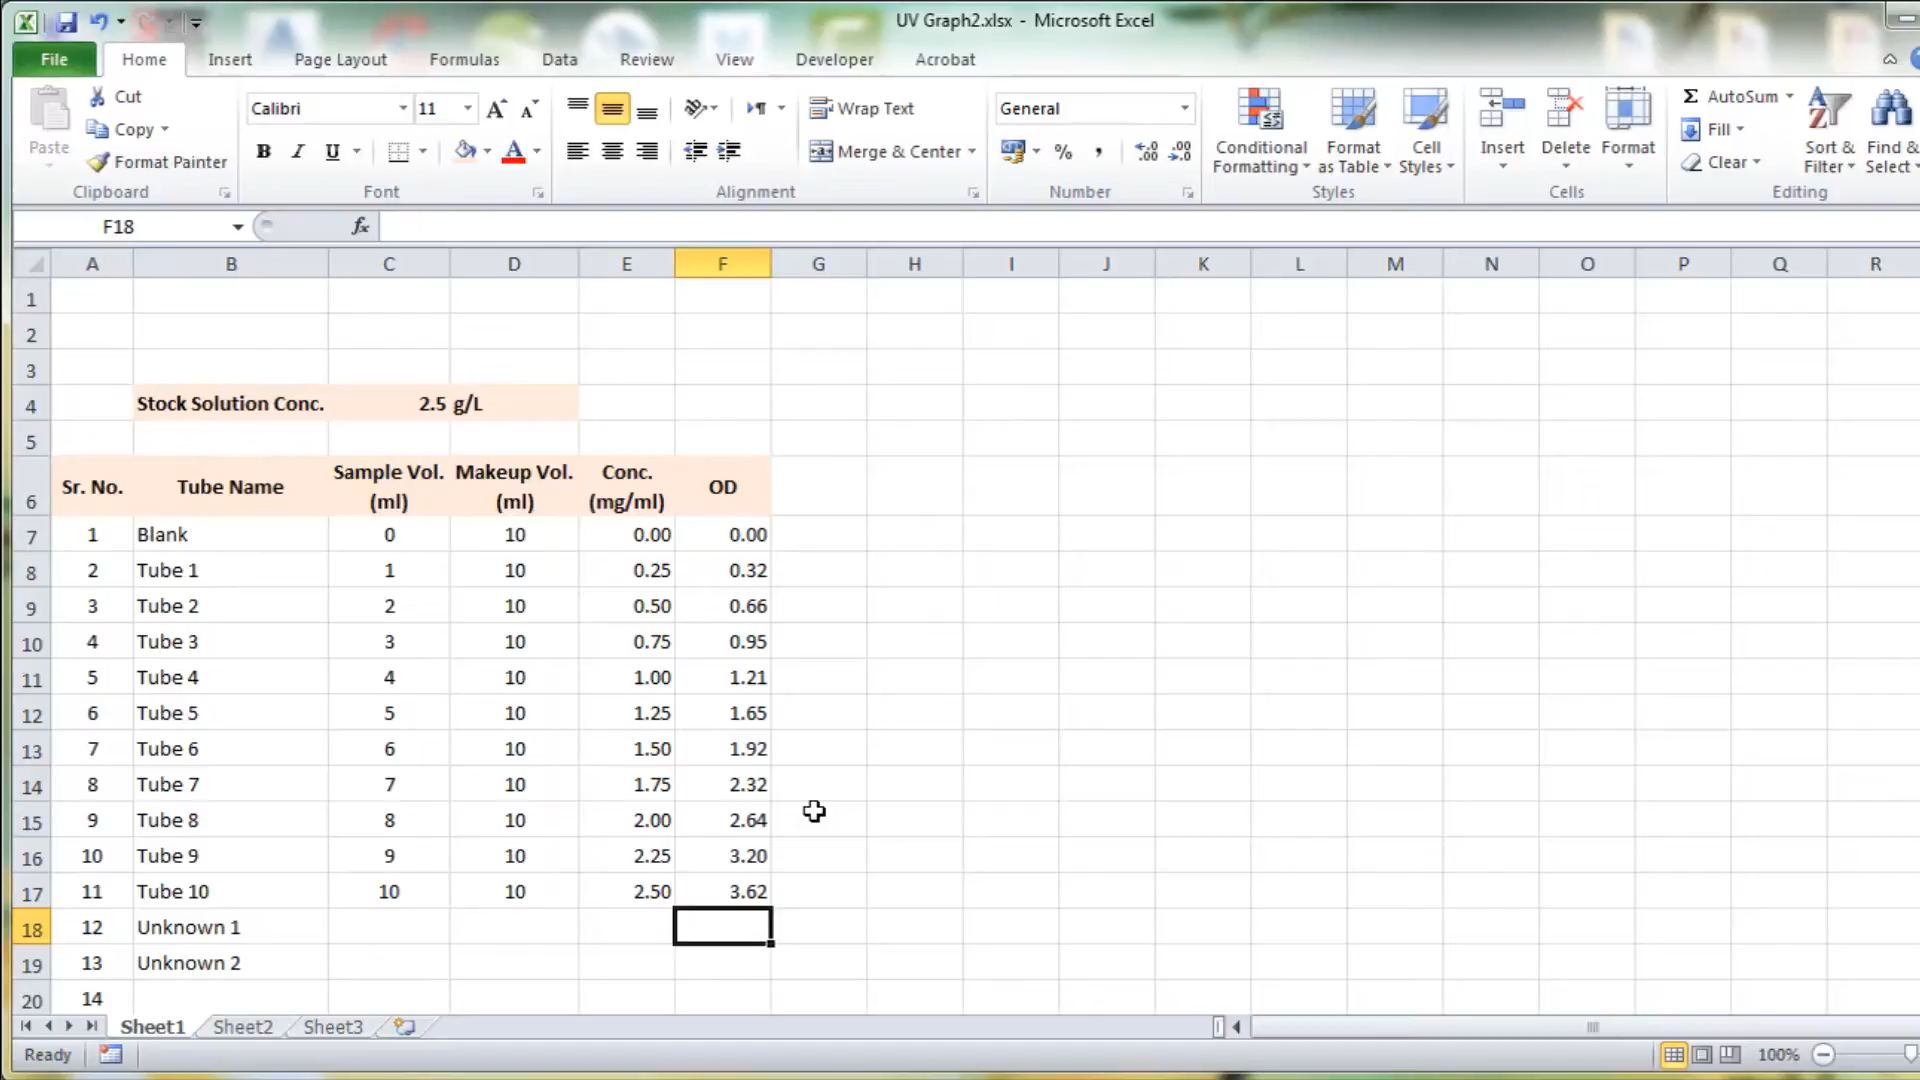 UV Graph2.xlsx - Microsoft Excel
File Home Insert Page Layout Formulas Data Review View Developer Acrobat
Paste
Cut
Copy
Format Painter
Clipboard
Calibri 11
B I U A
Font
Wrap Text
Merge & Center
Alignment
General
% ,
Number
Conditional Formatting
Format as Table
Cell Styles
Styles
Insert Delete Format
Cells
Σ AutoSum
Fill
Clear
Sort & Filter
Find & Select
Editing
F18 fx
A B C D E F G H I J K L M N O P Q R
1
2
3
4 Stock Solution Conc. 2.5 g/L
5
6 Sr. No. Tube Name Sample Vol. (ml) Makeup Vol. (ml) Conc. (mg/ml) OD
7 1 Blank 0 10 0.00 0.00
8 2 Tube 1 1 10 0.25 0.32
9 3 Tube 2 2 10 0.50 0.66
10 4 Tube 3 3 10 0.75 0.95
11 5 Tube 4 4 10 1.00 1.21
12 6 Tube 5 5 10 1.25 1.65
13 7 Tube 6 6 10 1.50 1.92
14 8 Tube 7 7 10 1.75 2.32
15 9 Tube 8 8 10 2.00 2.64
16 10 Tube 9 9 10 2.25 3.20
17 11 Tube 10 10 10 2.50 3.62
18 12 Unknown 1
19 13 Unknown 2
20 14
Sheet1 Sheet2 Sheet3
Ready 100%